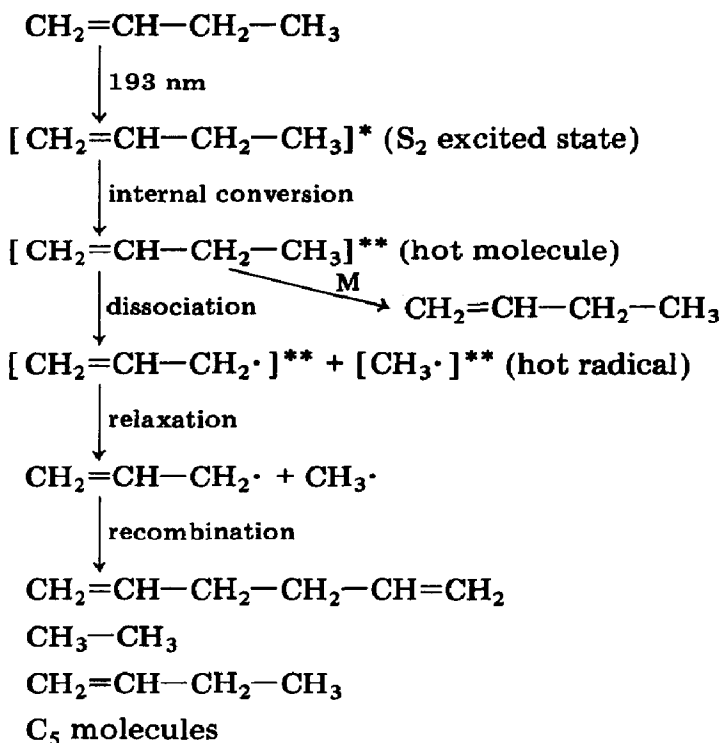 CH₂=CH—CH₂—CH₃
193 nm
[CH₂=CH—CH₂—CH₃]* (S₂ excited state)
internal conversion
[CH₂=CH—CH₂—CH₃]** (hot molecule)
M
dissociation
CH₂=CH—CH₂—CH₃
[CH₂=CH—CH₂·]** + [CH₃·]** (hot radical)
relaxation
CH₂=CH—CH₂· + CH₃·
recombination
CH₂=CH—CH₂—CH₂—CH=CH₂
CH₃—CH₃
CH₂=CH—CH₂—CH₃
C₅ molecules